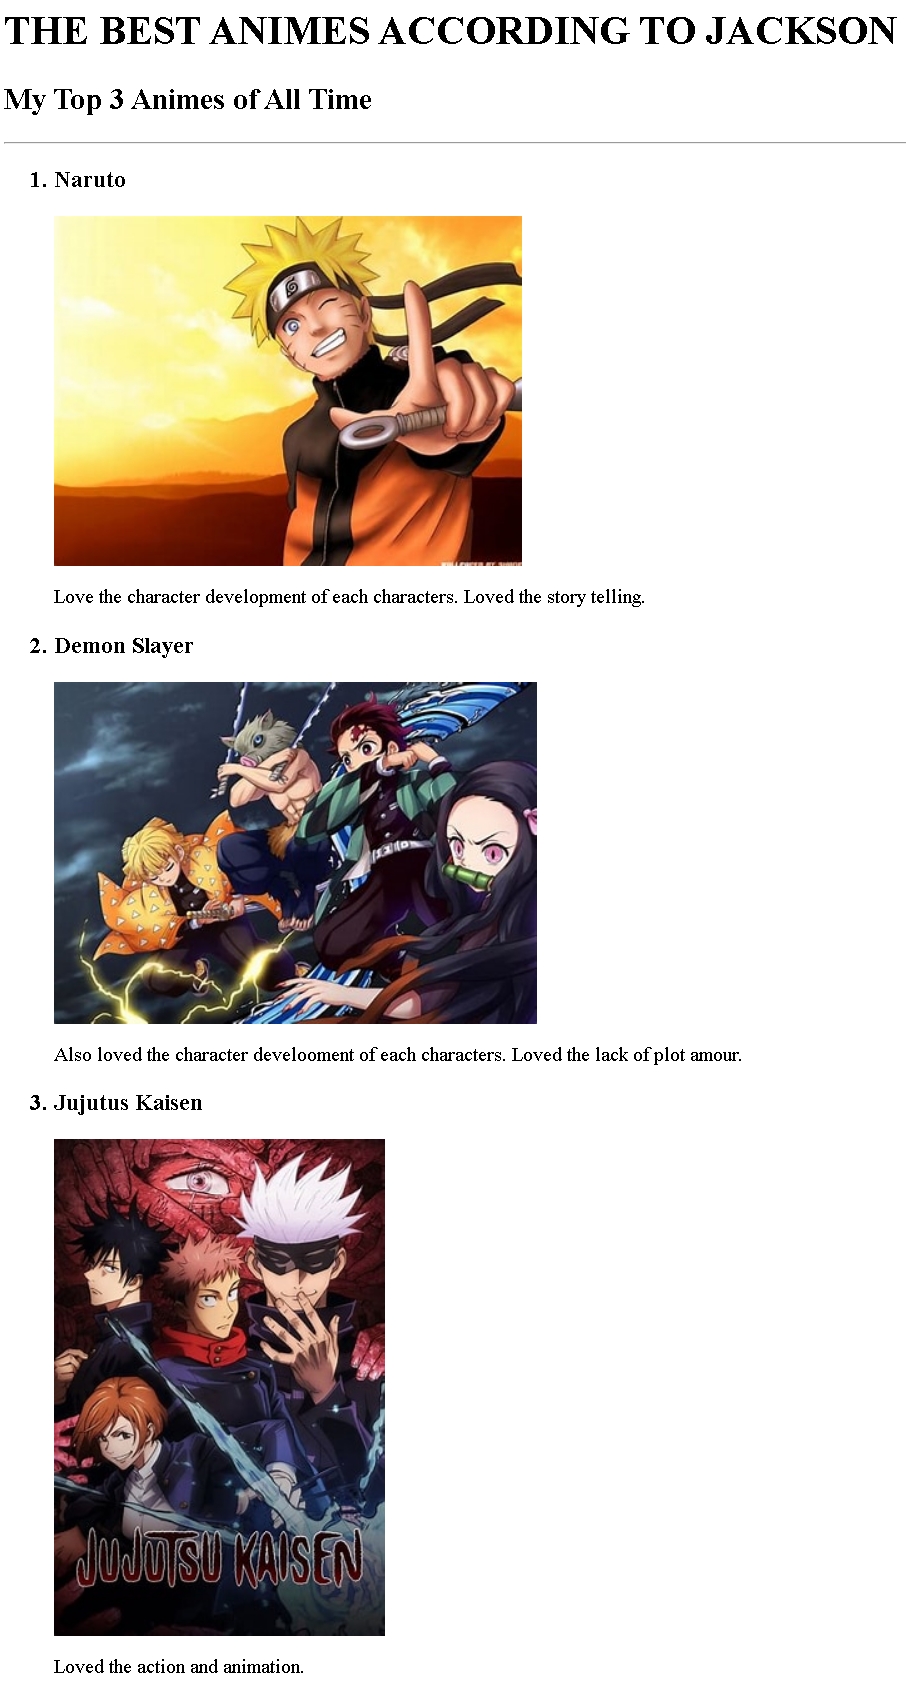 THE BEST ANIMES ACCORDING TO JACKSON
My Top 3 Animes of All Time
1. Naruto
Love the character development of each characters. Loved the story telling.
2. Demon Slayer
Also loved the character develooment of each characters. Loved the lack of plot amour.
3. Jujutus Kaisen
JUJUTSU KAISEN
Loved the action and animation.